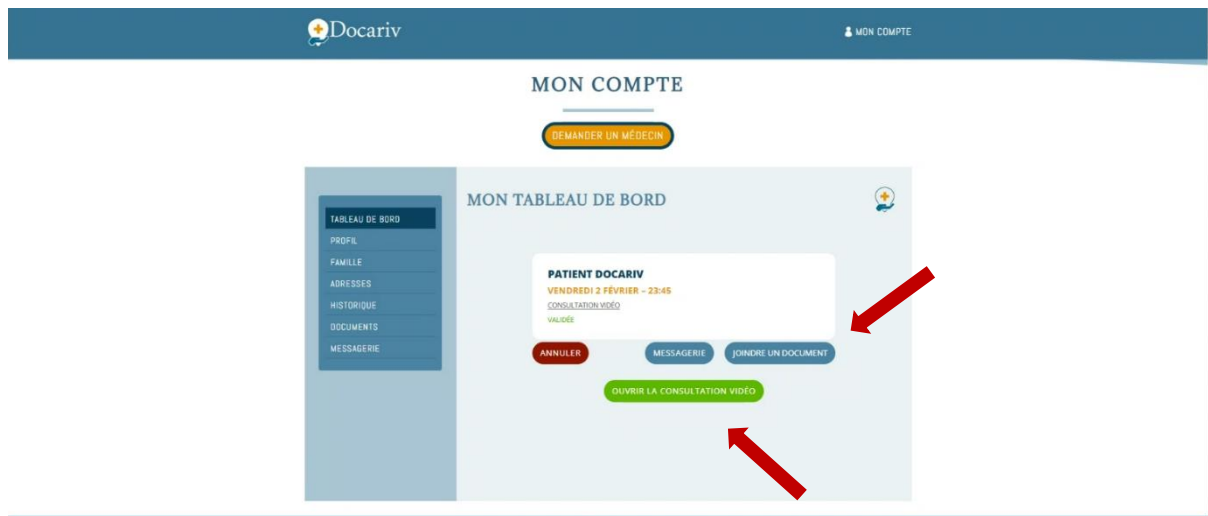 Docariv
MON COMPTE
MON COMPTE
DEMANDER UN MÉDECIN
TABLEAU DE BORD
PROFIL
FAMILLE
ADRESSES
HISTORIQUE
DOCUMENTS
MESSAGERIE
MON TABLEAU DE BORD
PATIENT DOCARIV
VENDREDI 2 FÉVRIER – 23:45
CONSULTATION VIDÉO
VALIDÉE
ANNULER
MESSAGERIE
JOINDRE UN DOCUMENT
OUVRIR LA CONSULTATION VIDÉO